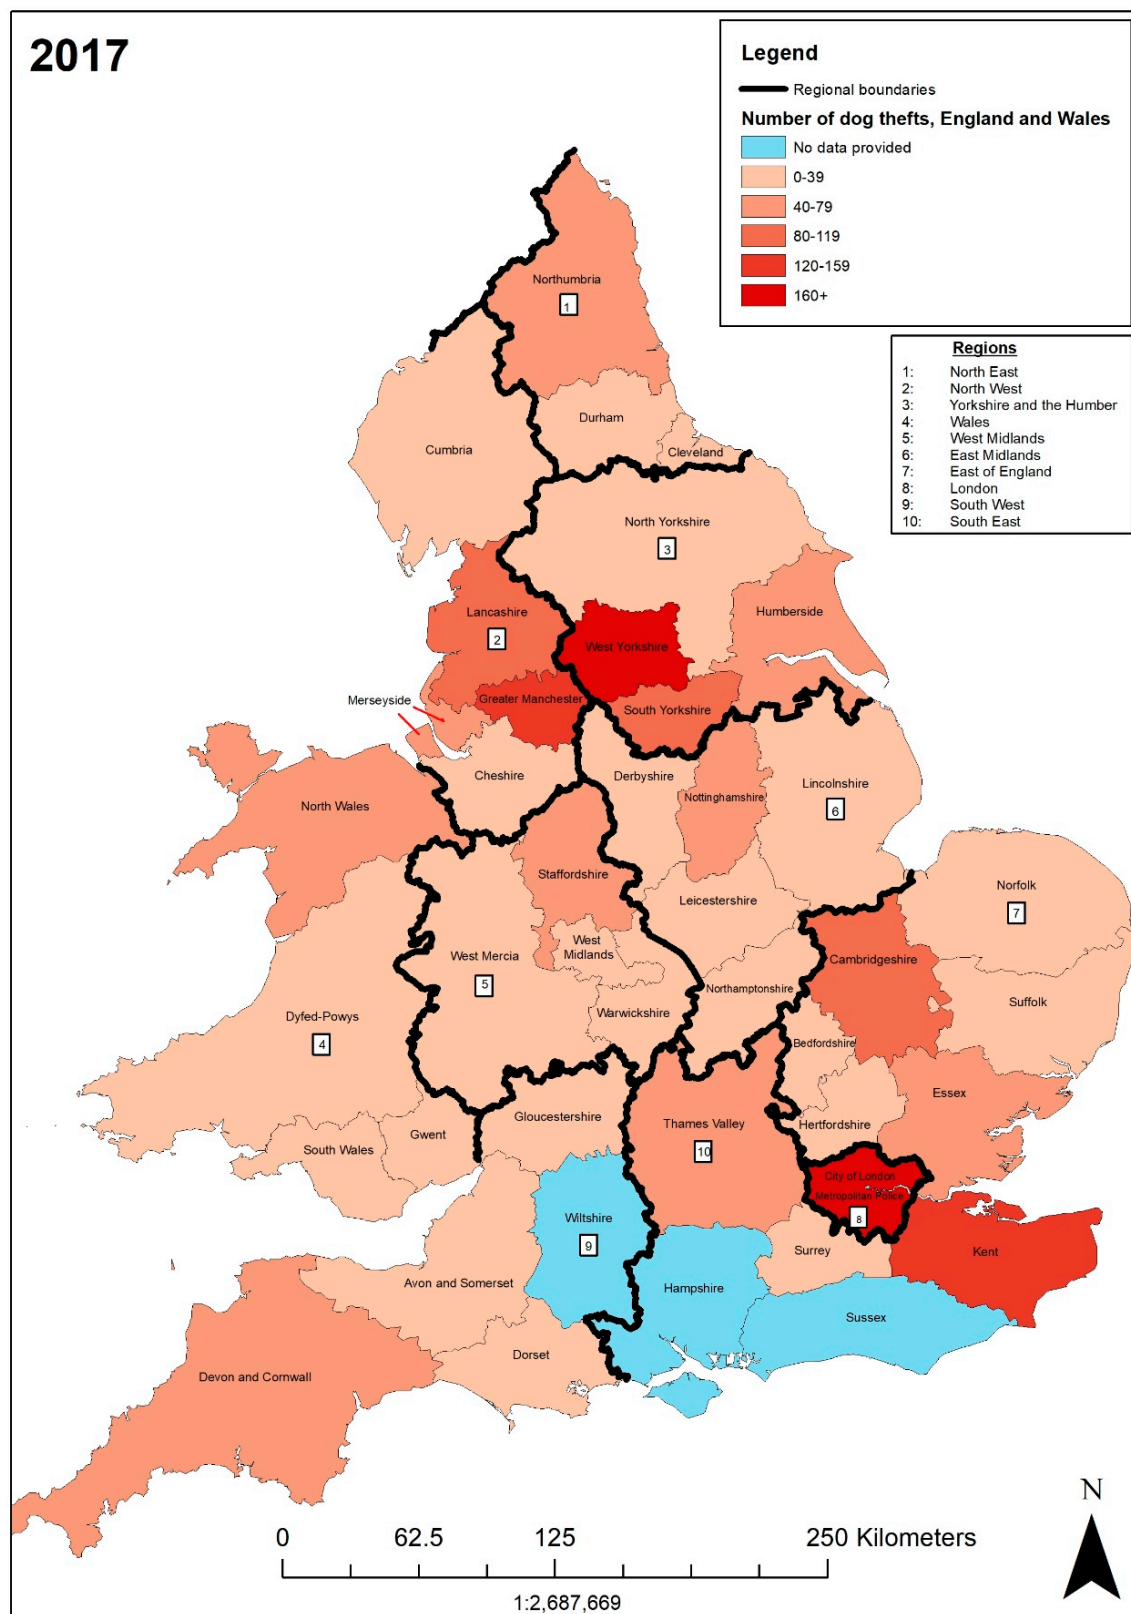 2017
Legend
Regional boundaries
Number of dog thefts, England and Wales
No data provided
0-39
40-79
80-119
120-159
160+
Regions
1: North East
2: North West
3: Yorkshire and the Humber
4: Wales
5: West Midlands
6: East Midlands
7: East of England
8: London
9: South West
10: South East
Northumbria
1
Durham
Cleveland
Cumbria
North Yorkshire
3
Lancashire
2
Humberside
West Yorkshire
Merseyside
Greater Manchester
South Yorkshire
Cheshire
Derbyshire
Nottinghamshire
Lincolnshire
6
North Wales
Staffordshire
Leicestershire
Norfolk
7
West
Midlands
West Mercia
5
Cambridgeshire
Northamptonshire
Suffolk
Warwickshire
Dyfed-Powys
4
Bedfordshire
Essex
Gloucestershire
Thames Valley
10
Hertfordshire
Gwent
South Wales
City of London
Metropolitan Police
8
Wiltshire
9
Surrey
Kent
Avon and Somerset
Hampshire
Sussex
Dorset
Devon and Cornwall
N
0 62.5 125 250 Kilometers
1:2,687,669